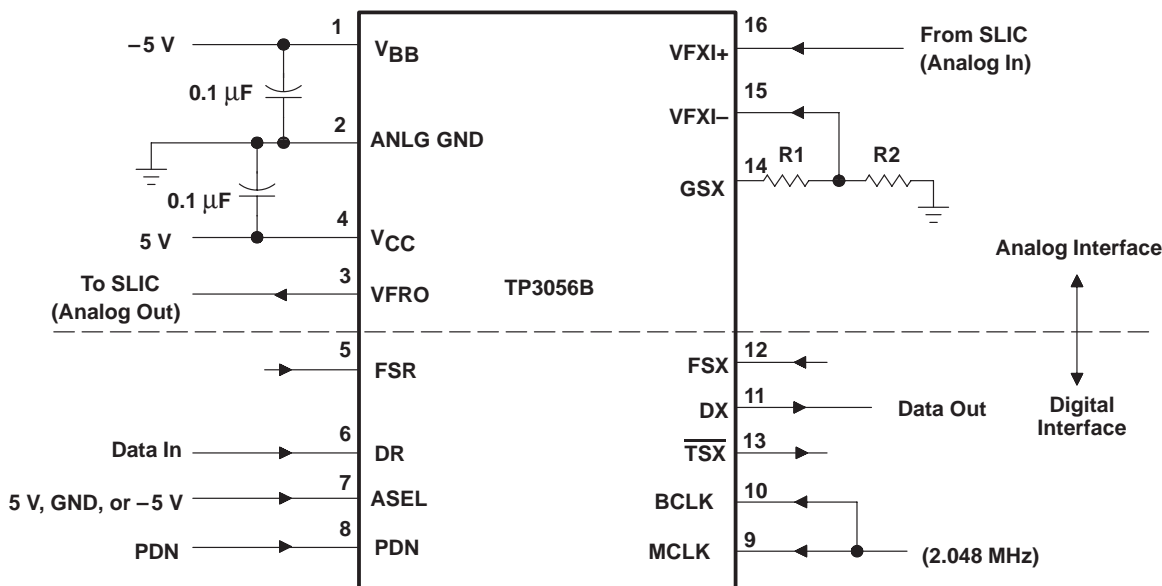 1
–5 V
VBB
0.1 μF
2
ANLG GND
0.1 μF
4
5 V
VCC
3
To SLIC
(Analog Out)
VFRO
TP3056B
16
VFXI+
From SLIC
(Analog In)
15
VFXI–
14
R1
R2
GSX
Analog Interface
5
FSR
6
Data In
DR
7
5 V, GND, or –5 V
ASEL
8
PDN
PDN
12
FSX
11
DX
Data Out
13
TSX
10
BCLK
9
MCLK
(2.048 MHz)
Digital
Interface